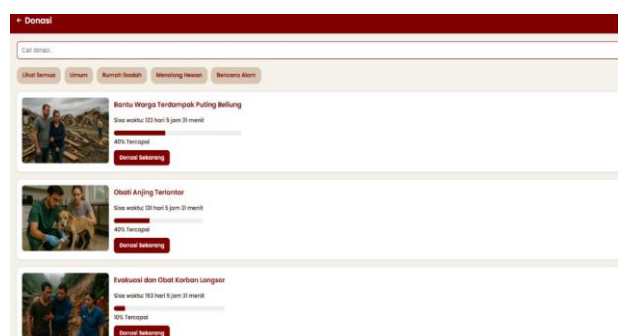 ← Donasi
Cari donasi...
Lihat Semua Umum Rumah Ibadah Menolong Hewan Bencana Alam
Bantu Warga Terdampak Puting Beliung
Sisa waktu: 123 hari 5 jam 31 menit
40% Tercapai
Donasi Sekarang
Obati Anjing Terlantar
Sisa waktu: 131 hari 5 jam 31 menit
40% Tercapai
Donasi Sekarang
Evakuasi dan Obat Korban Longsor
Sisa waktu: 153 hari 5 jam 31 menit
10% Tercapai
Donasi Sekarang